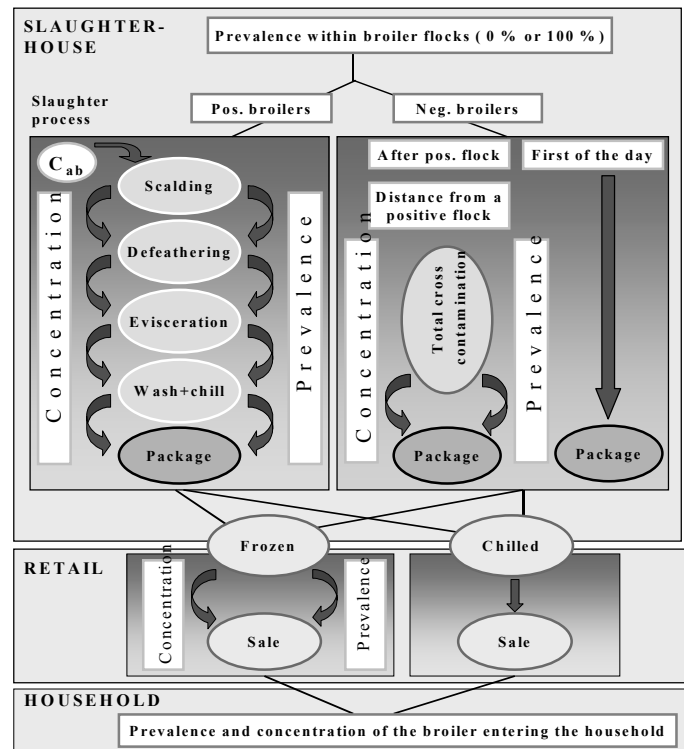 SLAUGHTER-
HOUSE
Prevalence within broiler flocks ( 0 % or 100 % )
Slaughter
process
Pos. broilers
Neg. broilers
C ab
Scalding
Defeathering
Evisceration
Wash+chill
Package
Concentration
Prevalence
After pos. flock
First of the day
Distance from a
positive flock
Concentration
Total cross
contamination
Prevalence
Package
Package
Frozen
Chilled
RETAIL
Concentration
Prevalence
Sale
Sale
HOUSEHOLD
Prevalence and concentration of the broiler entering the household